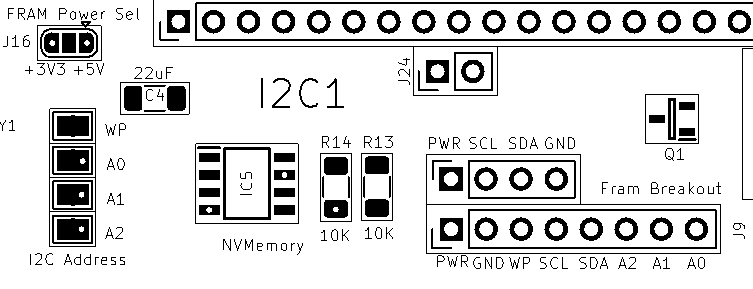 FRAM Power Sel
J16
+3V3 +5V
22uF
C4
I2C1
J24
Y1
WP
A0
A1
A2
I2C Address
IC5
NVMemory
R14 R13
10K 10K
Q1
PWR SCL SDA GND
Fram Breakout
J9
PWR GND WP SCL SDA A2 A1 A0